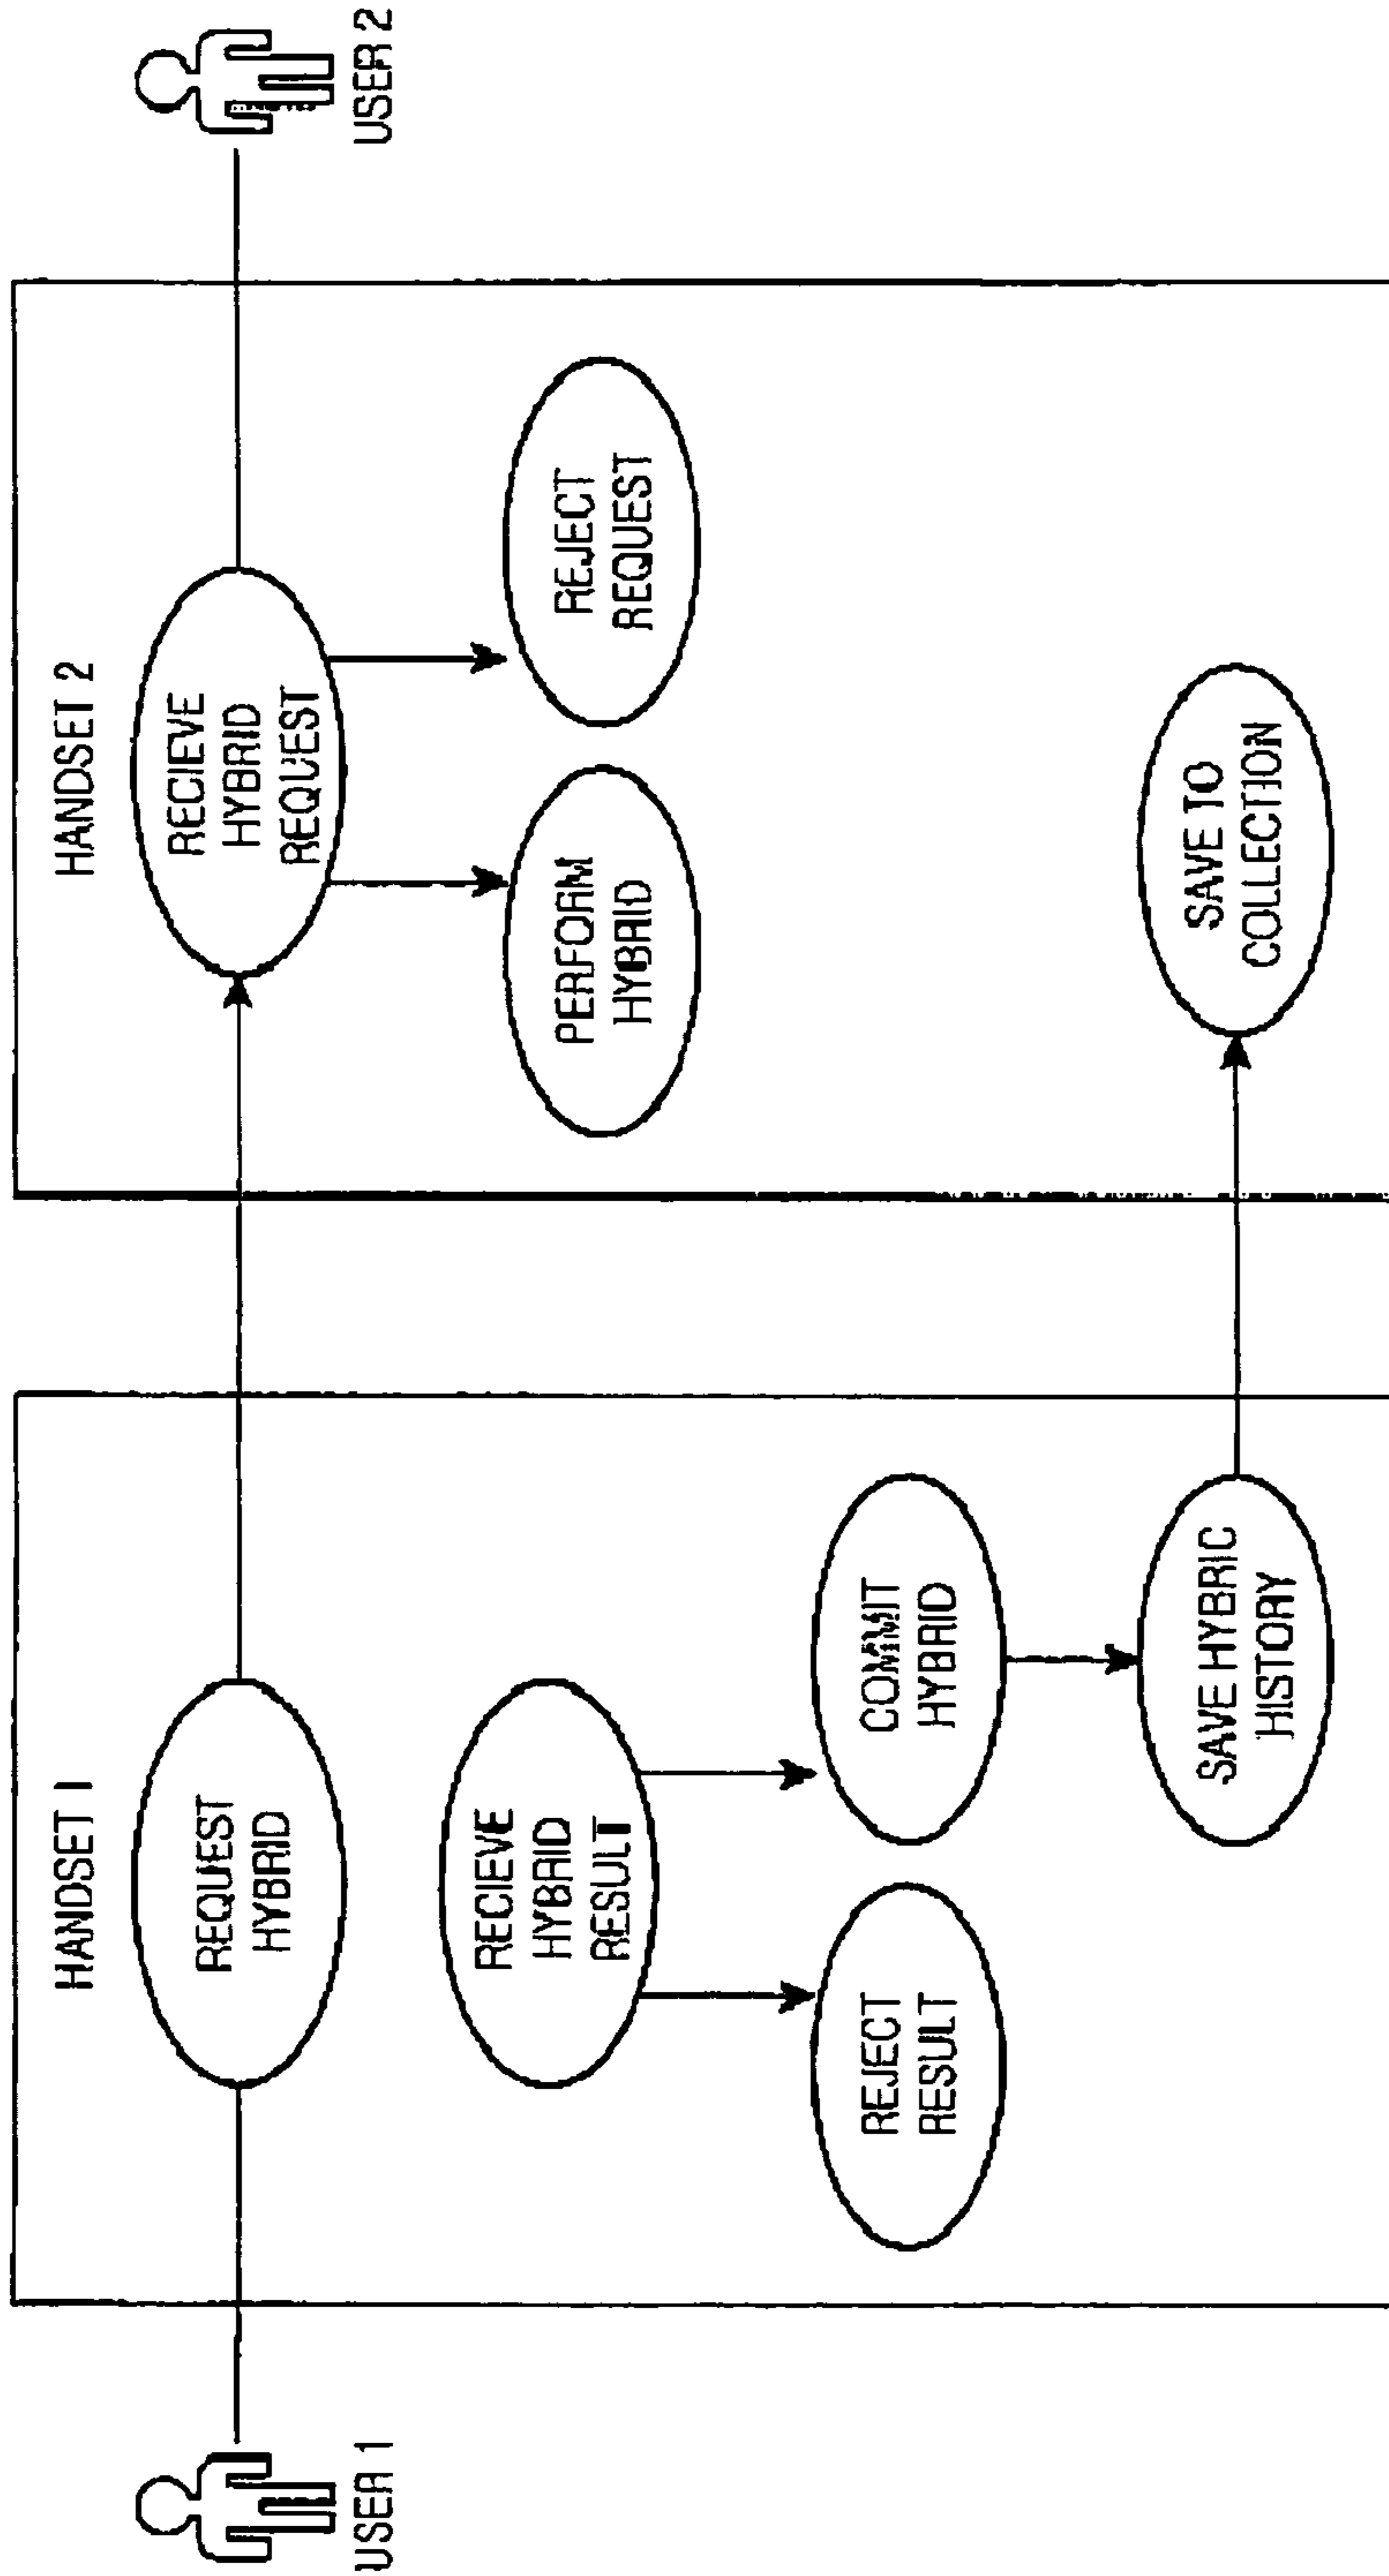 HANDSET 1
REQUEST
HYBRID
RECIEVE
HYBRID
RESULT
REJECT
RESULT
COMMIT
HYBRID
SAVE HYBRIC
HISTORY
USER 1
HANDSET 2
RECIEVE
HYBRID
REQUEST
PERFORM
HYBRID
REJECT
REQUEST
SAVE TO
COLLECTION
USER 2